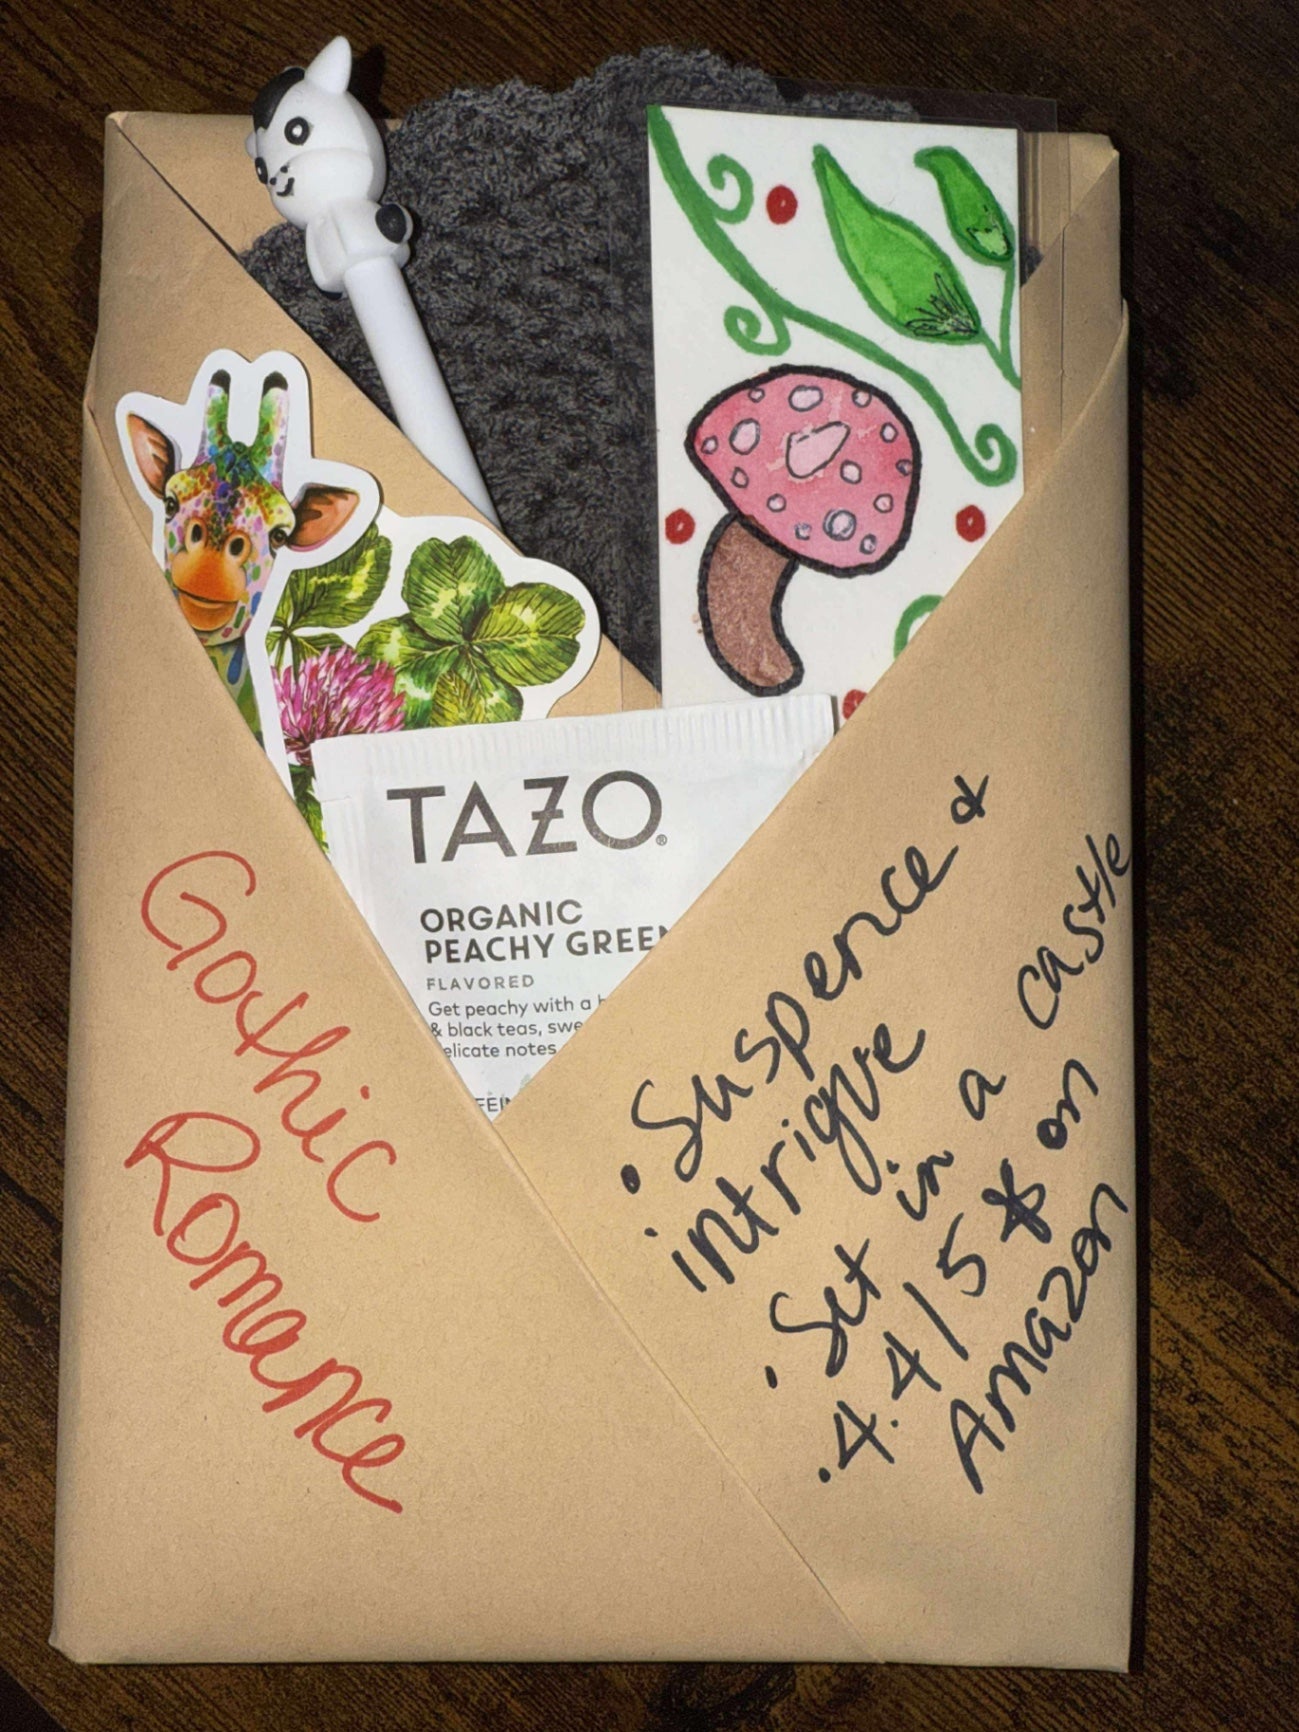 TAZO®
ORGANIC
PEACHY GREEN
FLAVORED
Get peachy with a
& black teas, swe
elicate notes
FEIN
Gothic
Romance
• Suspence &
intrigue
• Set in a castle
• 4.4/5 * on
Amazon